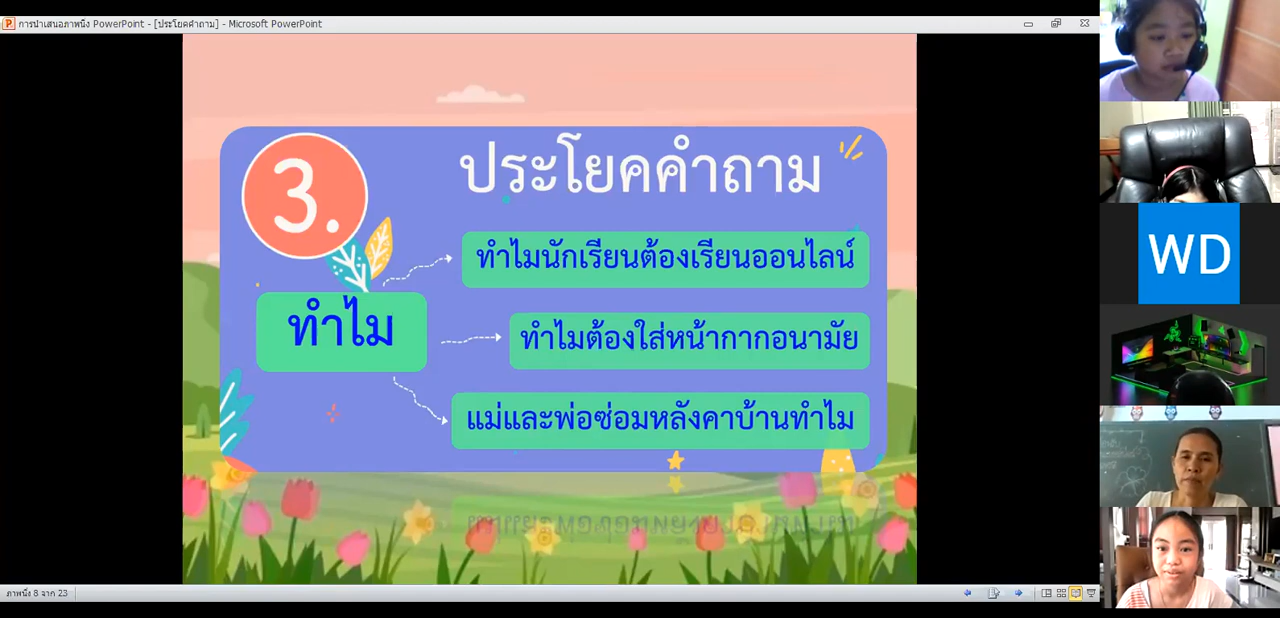 การนำเสนอภาพนิ่ง PowerPoint - [ประโยคคำถาม] - Microsoft PowerPoint
3.
ประโยคคำถาม
ทำไม
ทำไมนักเรียนต้องเรียนออนไลน์
ทำไมต้องใส่หน้ากากอนามัย
แม่และพ่อซ่อมหลังคาบ้านทำไม
WD
ภาพนิ่ง 8 จาก 23